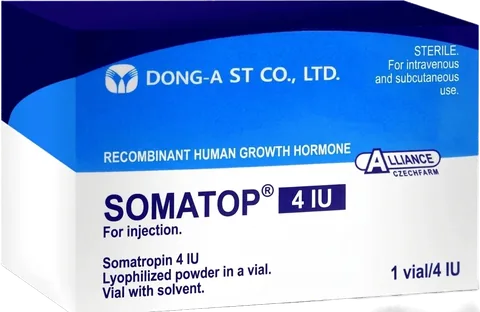 DONG-A ST CO., LTD.
STERILE.
For intravenous
and subcutaneous
use.
RECOMBINANT HUMAN GROWTH HORMONE
ALLIANCE
CZECHFARM
SOMATOP® 4 IU
For injection.
Somatropin 4 IU
Lyophilized powder in a vial.
Vial with solvent.
1 vial/4 IU